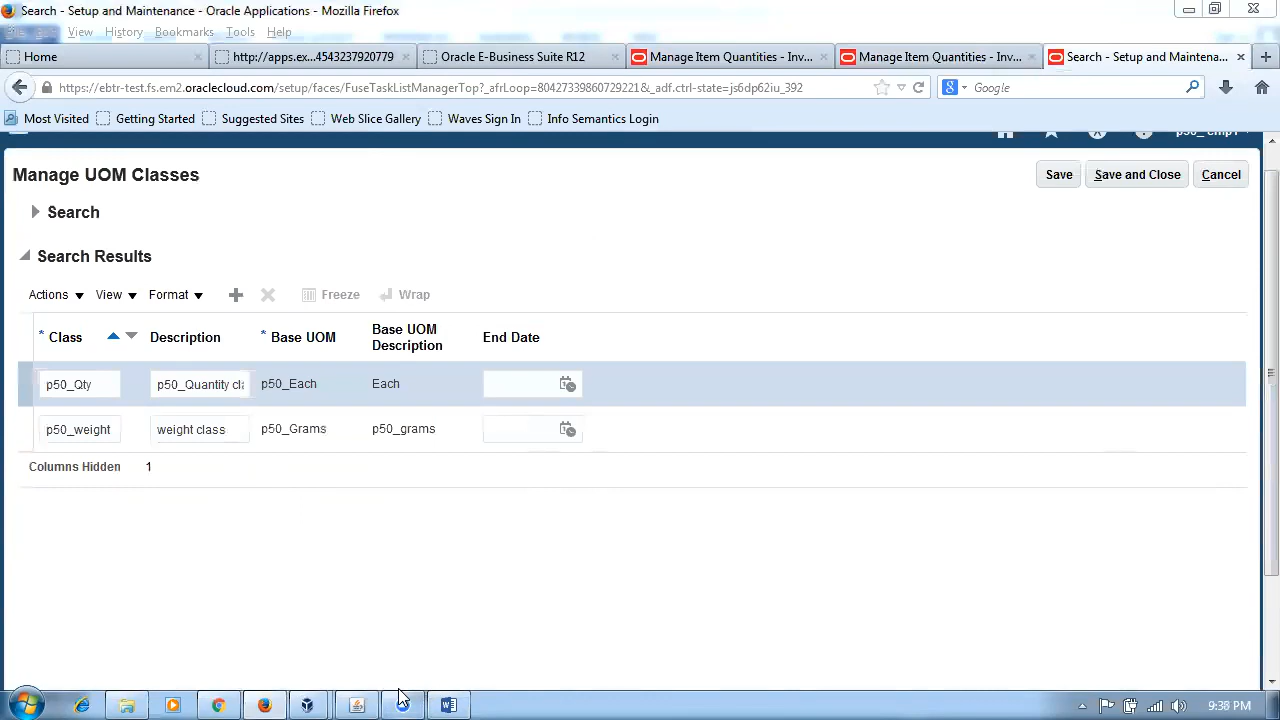 Search - Setup and Maintenance - Oracle Applications - Mozilla Firefox
View History Bookmarks Tools Help
Home http://apps.ex...4543237920779 Oracle E-Business Suite R12 Manage Item Quantities - Inv... Manage Item Quantities - Inv... Search - Setup and Maintena...
https://ebtr-test.fs.em2.oraclecloud.com/setup/faces/FuseTaskListManagerTop?_afrLoop=80427339860729221&_adf.ctrl-state=js6dp62iu_392 Google
Most Visited Getting Started Suggested Sites Web Slice Gallery Waves Sign In Info Semantics Location
Manage UOM Classes Save Save and Close Cancel
Search
Search Results
Actions View Format Freeze Wrap
* Class Description * Base UOM Base UOM Description End Date
p50_Qty p50_Quantity cla p50_Each Each
p50_weight weight class p50_Grams p50_grams
Columns Hidden 1
9:38 PM